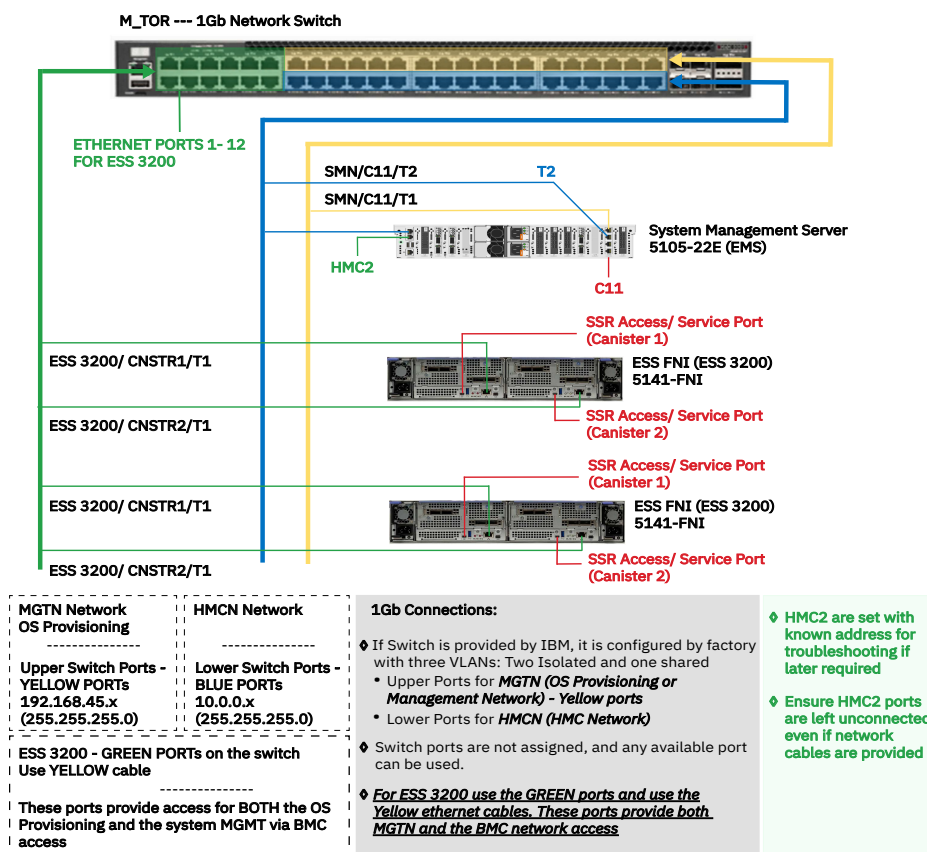 M_TOR --- 1Gb Network Switch
ETHERNET PORTS 1- 12
FOR ESS 3200
SMN/C11/T2
T2
SMN/C11/T1
System Management Server
5105-22E (EMS)
HMC2
C11
SSR Access/ Service Port
(Canister 1)
ESS 3200/ CNSTR1/T1
ESS FNI (ESS 3200)
5141-FNI
ESS 3200/ CNSTR2/T1
SSR Access/ Service Port
(Canister 2)
SSR Access/ Service Port
(Canister 1)
ESS 3200/ CNSTR1/T1
ESS FNI (ESS 3200)
5141-FNI
SSR Access/ Service Port
(Canister 2)
ESS 3200/ CNSTR2/T1
MGTN Network
OS Provisioning
---------------
Upper Switch Ports -
YELLOW PORTs
192.168.45.x
(255.255.255.0)
HMCN Network
---------------
Lower Switch Ports -
BLUE PORTs
10.0.0.x
(255.255.255.0)
ESS 3200 - GREEN PORTs on the switch
Use YELLOW cable
---------------
These ports provide access for BOTH the OS
Provisioning and the system MGMT via BMC
access
1Gb Connections:
◊ If Switch is provided by IBM, it is configured by factory
with three VLANs: Two Isolated and one shared
• Upper Ports for MGTN (OS Provisioning or
Management Network) - Yellow ports
• Lower Ports for HMCN (HMC Network)
◊ Switch ports are not assigned, and any available port
can be used.
◊ For ESS 3200 use the GREEN ports and use the
Yellow ethernet cables. These ports provide both
MGTN and the BMC network access
◊ HMC2 are set with
known address for
troubleshooting if
later required
◊ Ensure HMC2 ports
are left unconnected
even if network
cables are provided